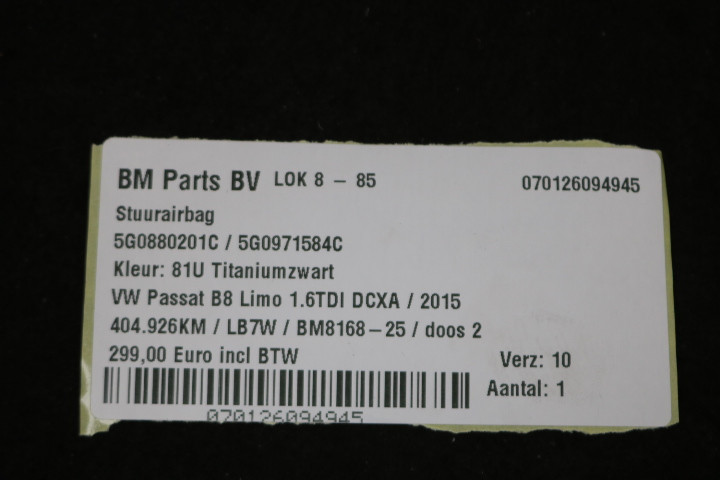 BM Parts BV LOK 8 - 85 070126094945
Stuurairbag
5G0880201C / 5G0971584C
Kleur: 81U Titaniumzwart
VW Passat B8 Limo 1.6TDI DCXA / 2015
404.926KM / LB7W / BM8168-25 / doos 2
299,00 Euro incl BTW Verz: 10
Aantal: 1
070126094945